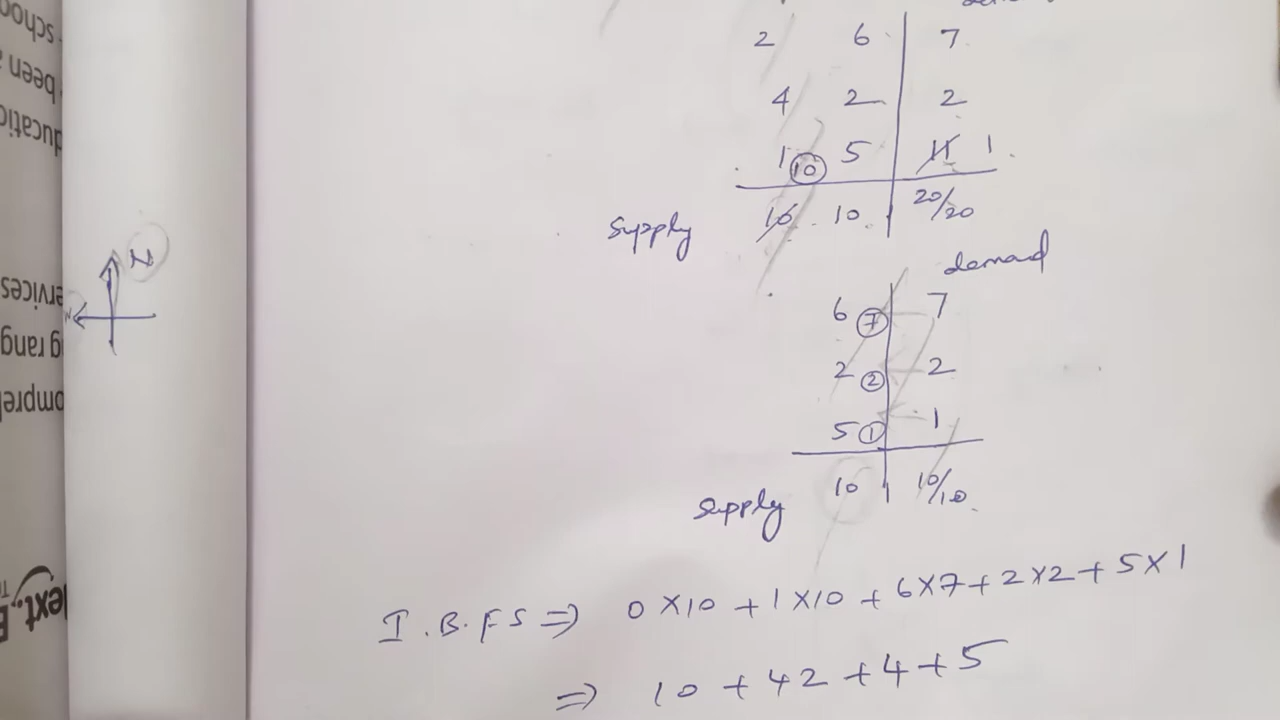 2 6 7
4 2 2
1 10 5 11 1
supply 10 10 20/20
demad
6 7 7
2 2 2
5 1 1
supply 10 10/10
I.B.F.S ⇒ 0×10 + 1×10 + 6×7 + 2×2 + 5×1
⇒ 10 + 42 + 4 + 5
N